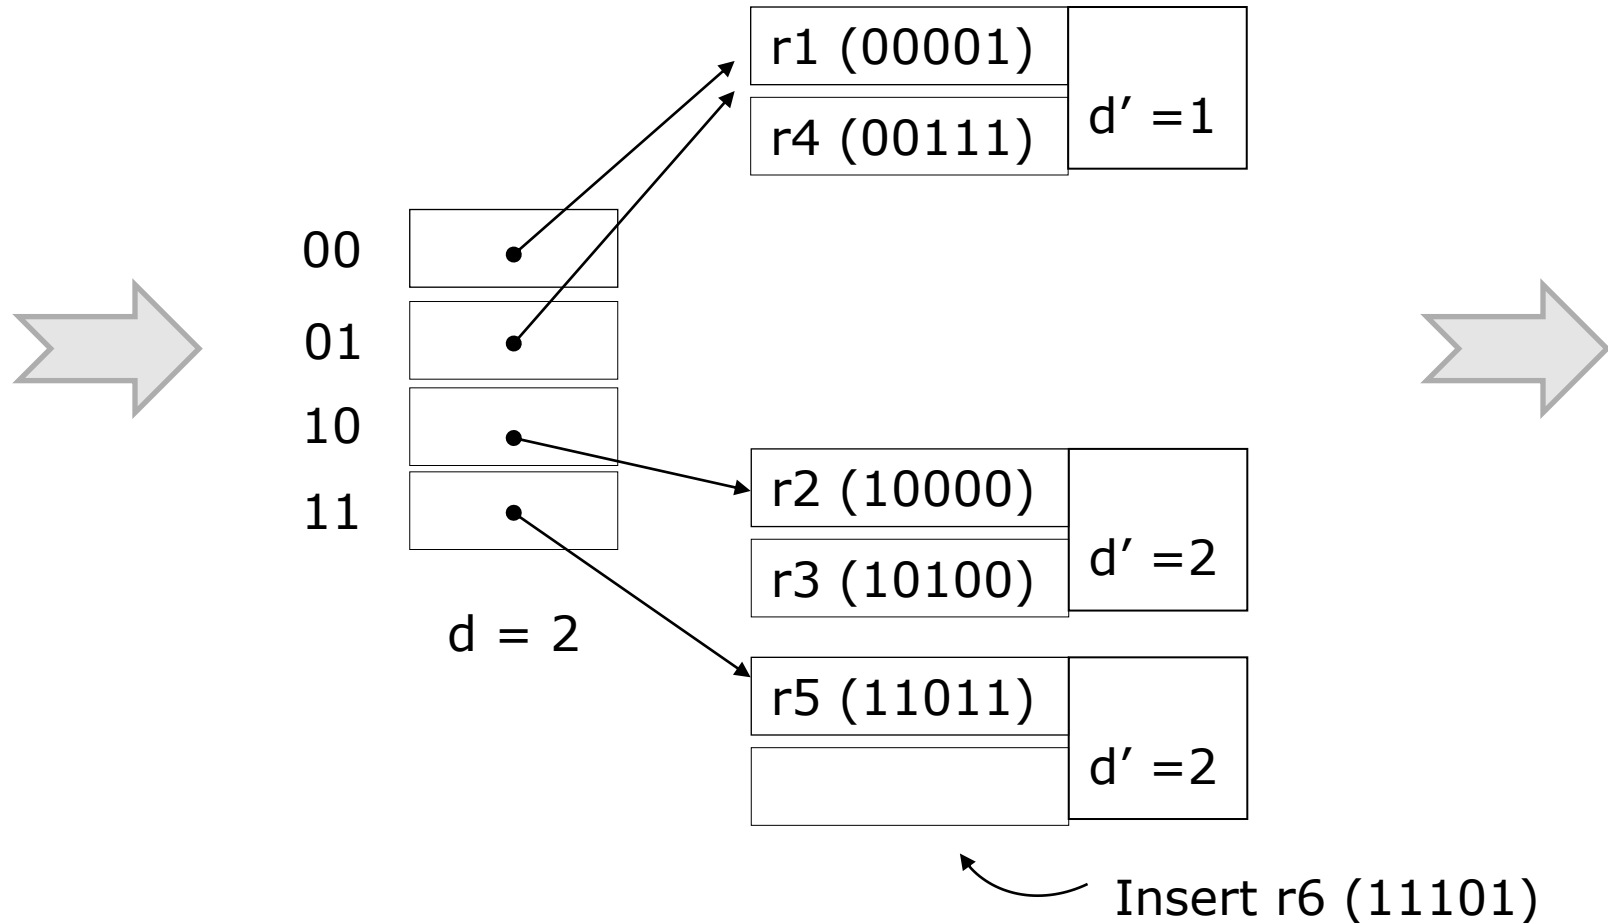 r1 (00001)
r4 (00111)
d’ =1
00
01
10
11
d = 2
r2 (10000)
r3 (10100)
d’ =2
r5 (11011)
d’ =2
Insert r6 (11101)